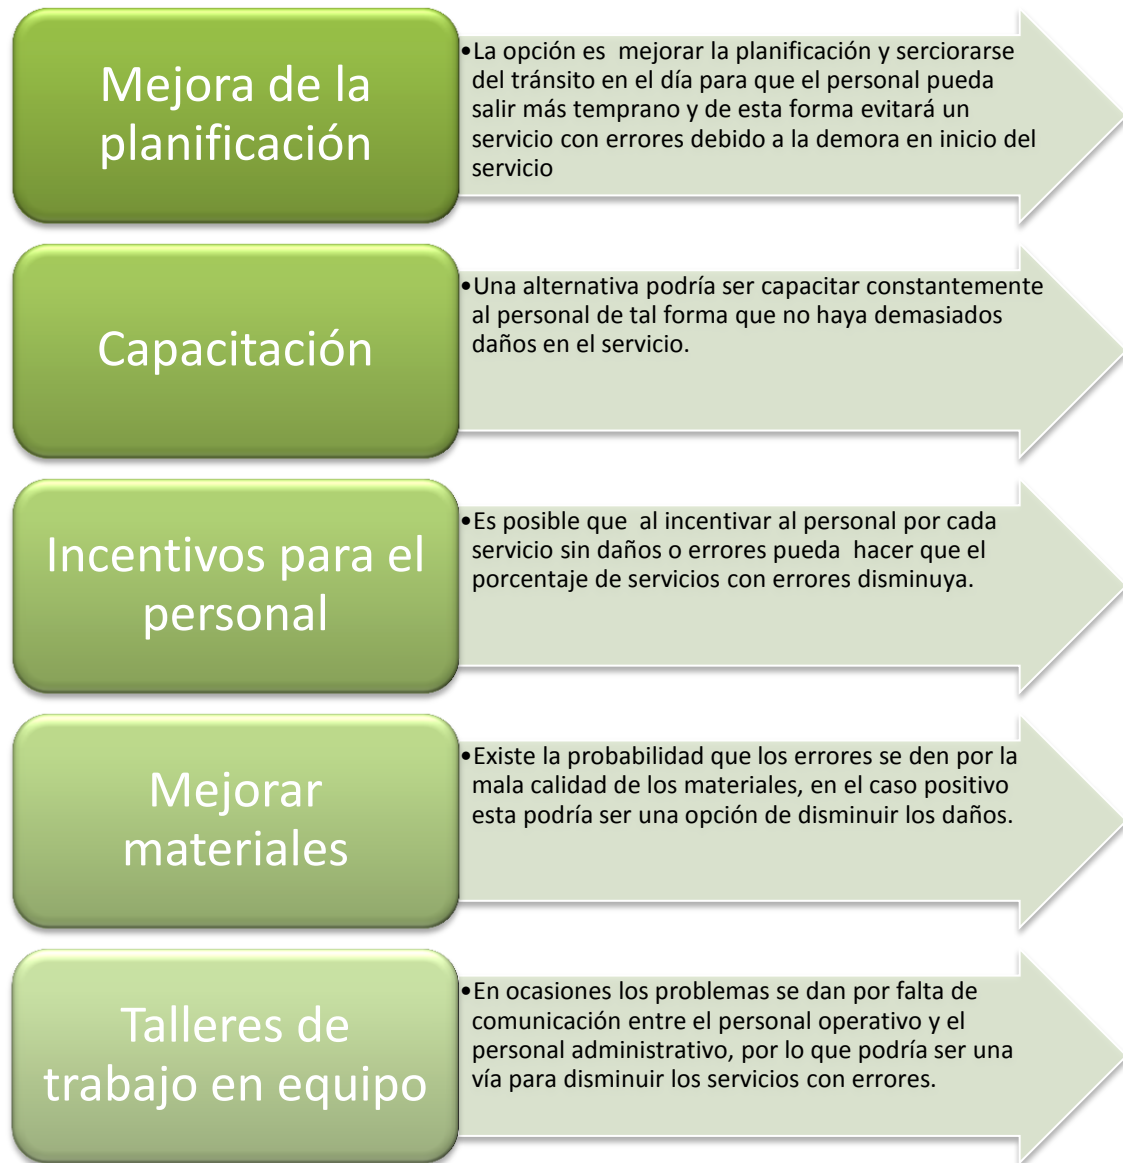 Mejora de la
planificación
•La opción es  mejorar la planificación y serciorarse
del tránsito en el día para que el personal pueda
salir más temprano y de esta forma evitará un
servicio con errores debido a la demora en inicio del
servicio
Capacitación
•Una alternativa podría ser capacitar constantemente
al personal de tal forma que no haya demasiados
daños en el servicio.
Incentivos para el
personal
•Es posible que  al incentivar al personal por cada
servicio sin daños o errores pueda  hacer que el
porcentaje de servicios con errores disminuya.
Mejorar
materiales
•Existe la probabilidad que los errores se den por la
mala calidad de los materiales, en el caso positivo
esta podría ser una opción de disminuir los daños.
Talleres de
trabajo en equipo
•En ocasiones los problemas se dan por falta de
comunicación entre el personal operativo y el
personal administrativo, por lo que podría ser una
vía para disminuir los servicios con errores.